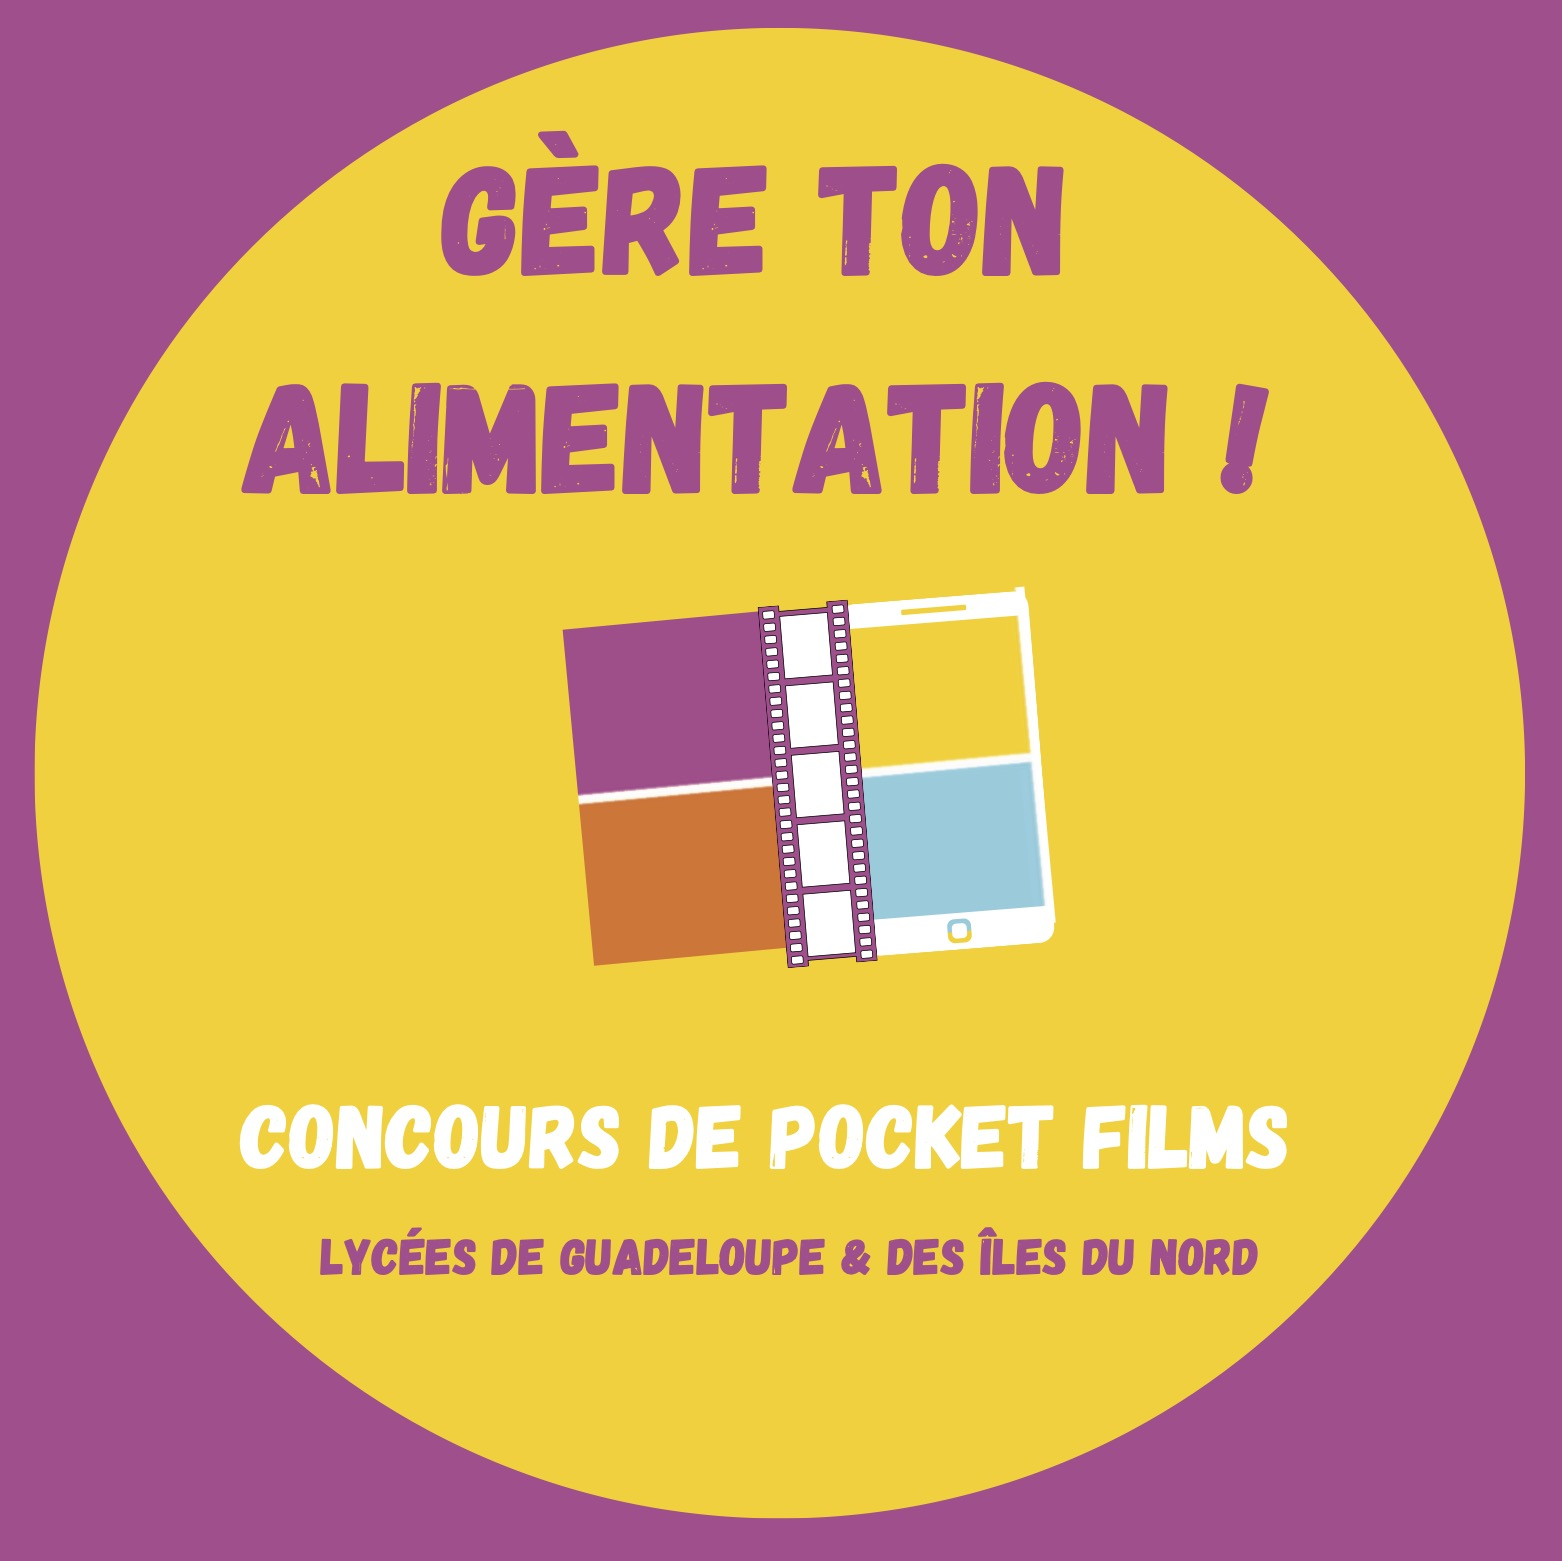 GÈRE TON
ALIMENTATION !
CONCOURS DE POCKET FILMS
LYCÉES DE GUADELOUPE & DES ÎLES DU NORD